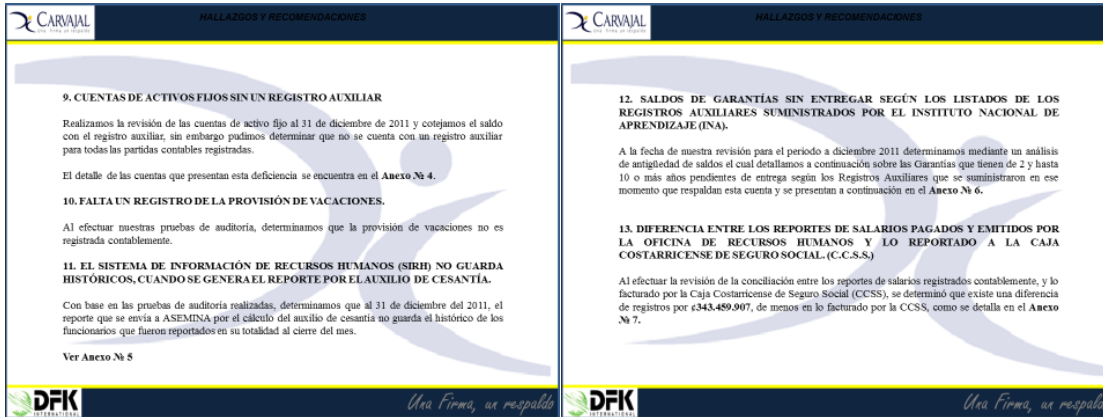 CARVAJAL
Una firma un respaldo
HALLAZGOS Y RECOMENDACIONES
9. CUENTAS DE ACTIVOS FIJOS SIN UN REGISTRO AUXILIAR
Realizamos la revisión de las cuentas de activo fijo al 31 de diciembre de 2011 y cotejamos el saldo
con el registro auxiliar, sin embargo pudimos determinar que no se cuenta con un registro auxiliar
para todas las partidas contables registradas.
El detalle de las cuentas que presentan esta deficiencia se encuentra en el Anexo № 4.
10. FALTA UN REGISTRO DE LA PROVISIÓN DE VACACIONES.
Al efectuar nuestras pruebas de auditoría, determinamos que la provisión de vacaciones no es
registrada contablemente.
11. EL SISTEMA DE INFORMACIÓN DE RECURSOS HUMANOS (SIRH) NO GUARDA
HISTÓRICOS, CUANDO SE GENERA EL REPORTE POR EL AUXILIO DE CESANTÍA.
Con base en las pruebas de auditoría realizadas, determinamos que al 31 de diciembre del 2011, el
reporte que se envía a ASEMINA por el cálculo del auxilio de cesantía no guarda el histórico de los
funcionarios que fueron reportados en su totalidad al cierre del mes.
Ver Anexo № 5
DFK
INTERNATIONAL
Una Firma, un respaldo
CARVAJAL
Una firma un respaldo
HALLAZGOS Y RECOMENDACIONES
12. SALDOS DE GARANTÍAS SIN ENTREGAR SEGÚN LOS LISTADOS DE LOS
REGISTROS AUXILIARES SUMINISTRADOS POR EL INSTITUTO NACIONAL DE
APRENDIZAJE (INA).
A la fecha de nuestra revisión para el periodo a diciembre 2011 determinamos mediante un análisis
de antigüedad de saldos el cual detallamos a continuación sobre las Garantías que tienen de 2 y hasta
10 o más años pendientes de entrega según los Registros Auxiliares que se suministraron en ese
momento que respaldan esta cuenta y se presentan a continuación en el Anexo № 6.
13. DIFERENCIA ENTRE LOS REPORTES DE SALARIOS PAGADOS Y EMITIDOS POR
LA OFICINA DE RECURSOS HUMANOS Y LO REPORTADO A LA CAJA
COSTARRICENSE DE SEGURO SOCIAL. (C.C.S.S.)
Al efectuar la revisión de la conciliación entre los reportes de salarios registrados contablemente, y lo
facturado por la Caja Costarricense de Seguro Social (CCSS), se determinó que existe una diferencia
de registros por ¢343.459.907, de menos en lo facturado por la CCSS, como se detalla en el Anexo
№ 7.
DFK
INTERNATIONAL
Una Firma, un respaldo